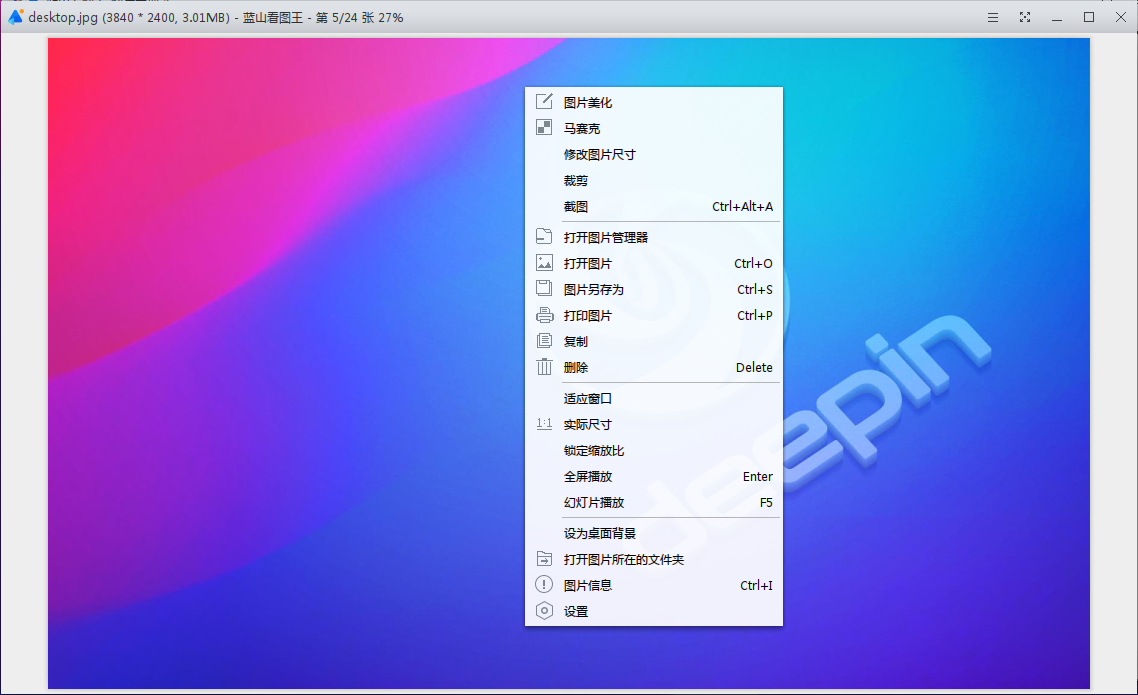 desktop.jpg (3840 * 2400, 3.01MB) - 蓝山看图王 - 第 5/24 张 27%
图片美化
马赛克
修改图片尺寸
裁剪
截图 Ctrl+Alt+A
打开图片管理器
打开图片 Ctrl+O
图片另存为 Ctrl+S
打印图片 Ctrl+P
复制
删除 Delete
适应窗口
1:1 实际尺寸
锁定缩放比
全屏播放 Enter
幻灯片播放 F5
设为桌面背景
打开图片所在的文件夹
图片信息 Ctrl+I
设置
deepin